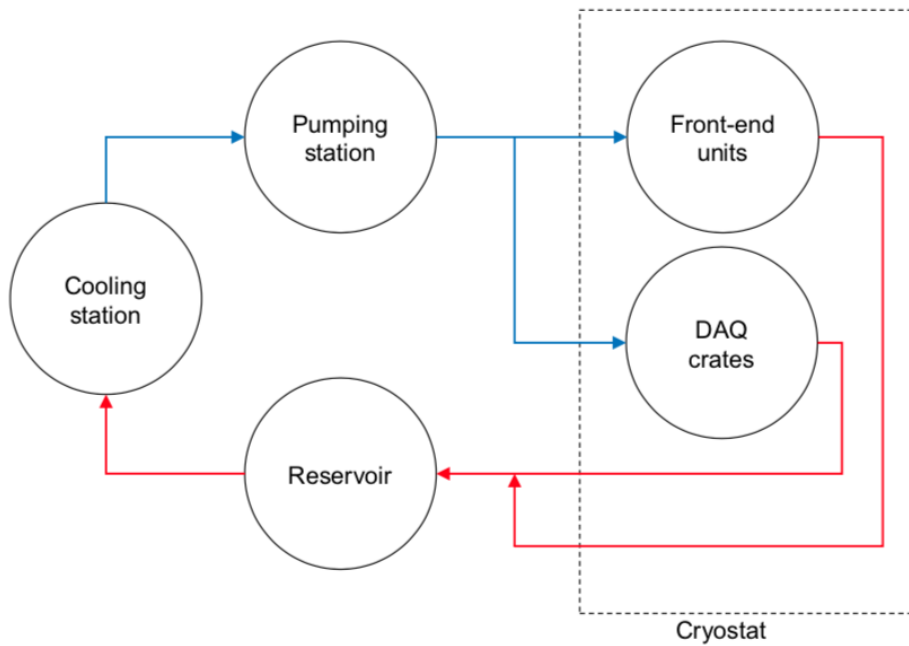 Pumping
station
Front-end
units
Cooling
station
DAQ
crates
Reservoir
Cryostat